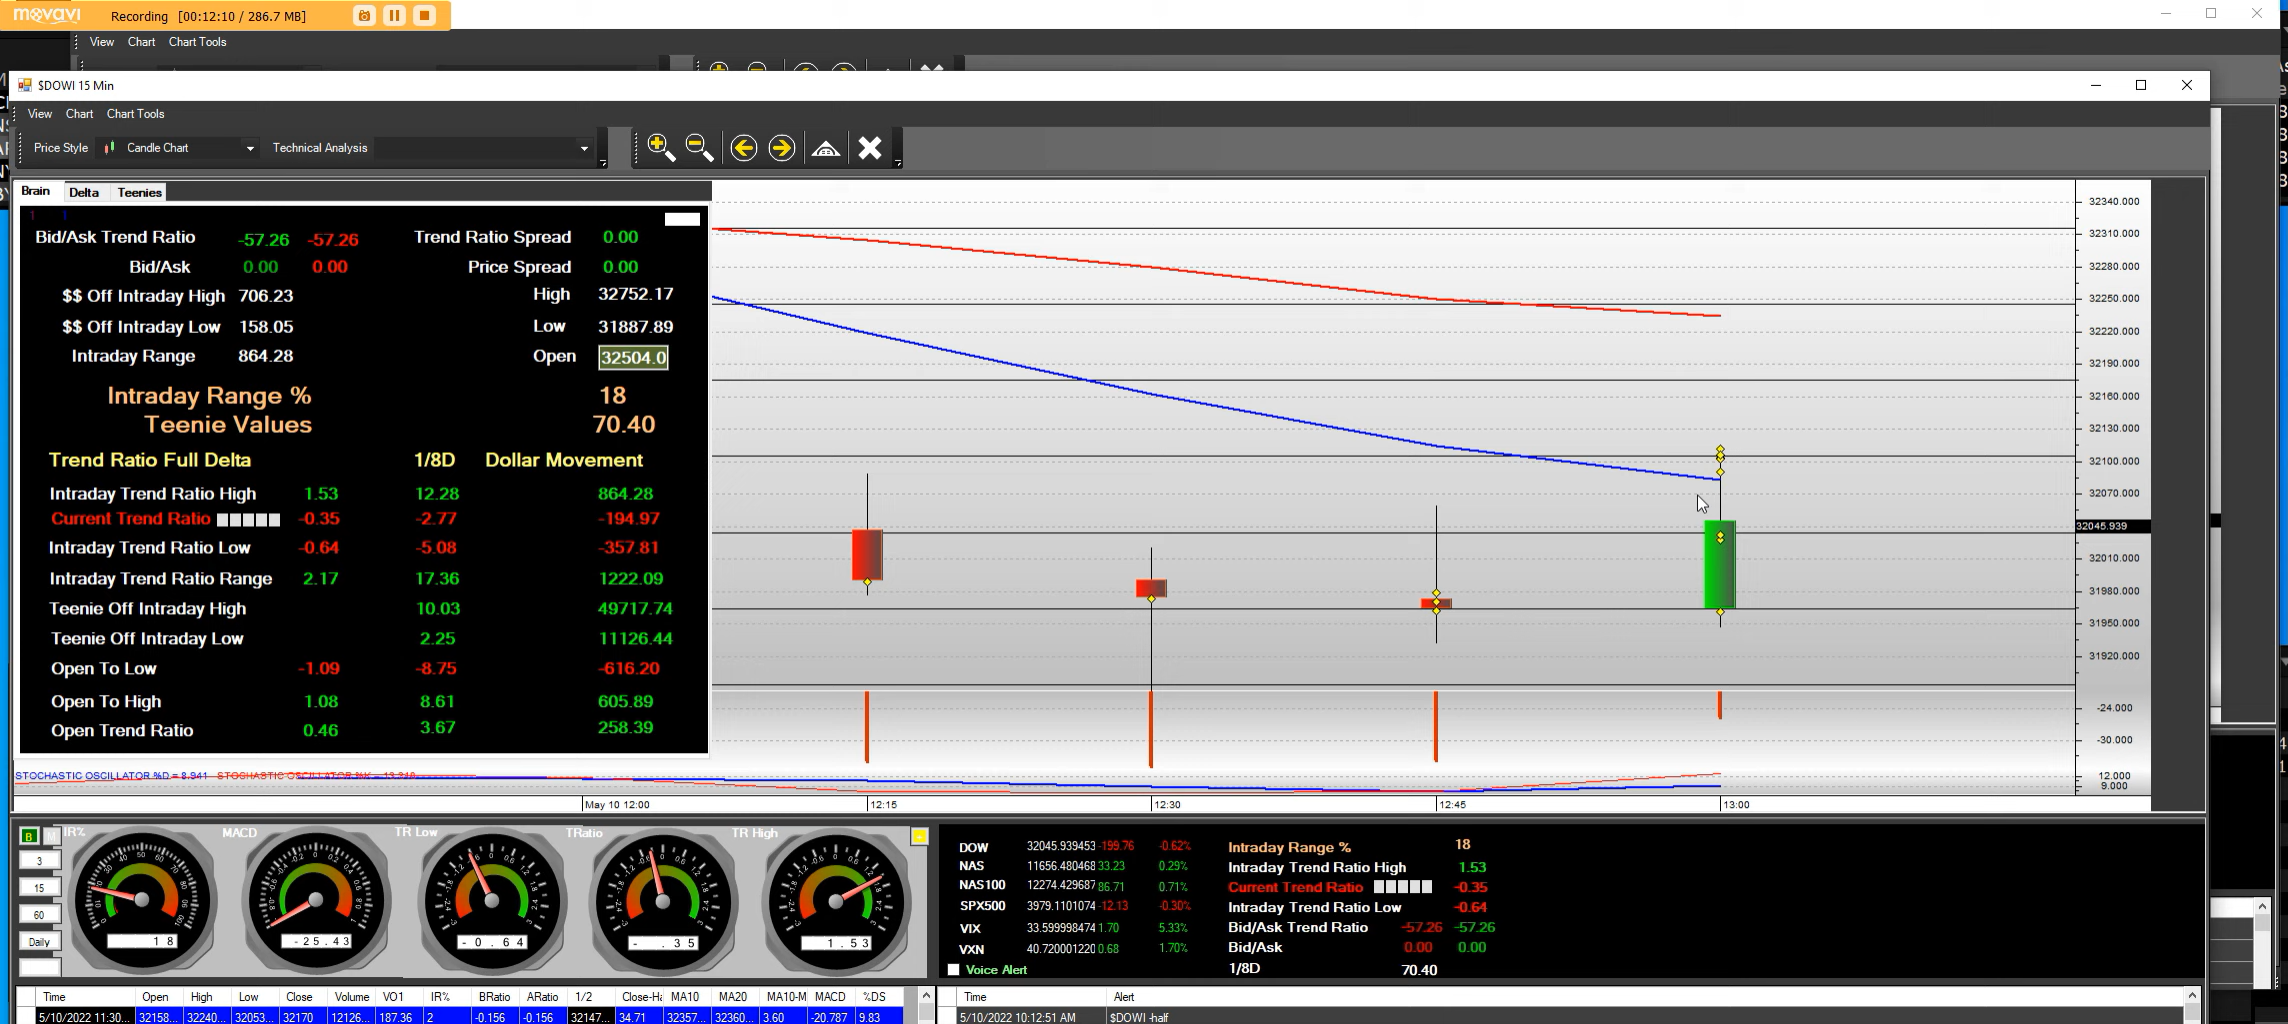 movavi Recording [00:12:10 / 286.7 MB]
View Chart Chart Tools
$DOWI 15 Min
View Chart Chart Tools
Price Style Candle Chart Technical Analysis
Brain Delta Teenies
1 1
Bid/Ask Trend Ratio -57.26 -57.26 Trend Ratio Spread 0.00
Bid/Ask 0.00 0.00 Price Spread 0.00
$$ Off Intraday High 706.23 High 32752.17
$$ Off Intraday Low 158.05 Low 31887.89
Intraday Range 864.28 Open 32504.0
Intraday Range % 18
Teenie Values 70.40
Trend Ratio Full Delta 1/8D Dollar Movement
Intraday Trend Ratio High 1.53 12.28 864.28
Current Trend Ratio -0.35 -2.77 -194.97
Intraday Trend Ratio Low -0.64 -5.08 -357.81
Intraday Trend Ratio Range 2.17 17.36 1222.09
Teenie Off Intraday High 10.03 49717.74
Teenie Off Intraday Low 2.25 11126.44
Open To Low -1.09 -8.75 -616.20
Open To High 1.08 8.61 605.89
Open Trend Ratio 0.46 3.67 258.39
32340.000
32310.000
32280.000
32250.000
32220.000
32190.000
32160.000
32130.000
32100.000
32070.000
32045.939
32010.000
31980.000
31950.000
31920.000
-24.000
-30.000
12.000
9.000
STOCHASTIC OSCILLATOR %D = 8.941 STOCHASTIC OSCILLATOR %K = 13.218
May 10 12:00 12:15 12:30 12:45 13:00
B M IR% MACD TR Low TRatio TR High
3
15
60
Daily
18 -25.43 -0.64 - .35 1.53
DOW 32045.939453 -199.76 -0.62%
NAS 11656.480468 33.23 0.29%
NAS100 12274.429687 86.71 0.71%
SPX500 3979.1101074 -12.13 -0.30%
VIX 33.599998474 1.70 5.33%
VXN 40.720001220 0.68 1.70%
Voice Alert
Intraday Range % 18
Intraday Trend Ratio High 1.53
Current Trend Ratio -0.35
Intraday Trend Ratio Low -0.64
Bid/Ask Trend Ratio -57.26 -57.26
Bid/Ask 0.00 0.00
1/8D 70.40
Time Open High Low Close Volume VO1 IR% BRatio ARatio 1/2 Close-Ha MA10 MA20 MA10-M MACD %DS
5/10/2022 11:30... 32158... 32240... 32053... 32170 12126... 187.36 2 -0.156 -0.156 32147... 34.71 32357... 32360... 3.60 -20.787 9.83
Time Alert
5/10/2022 10:12:51 AM $DOWI -half